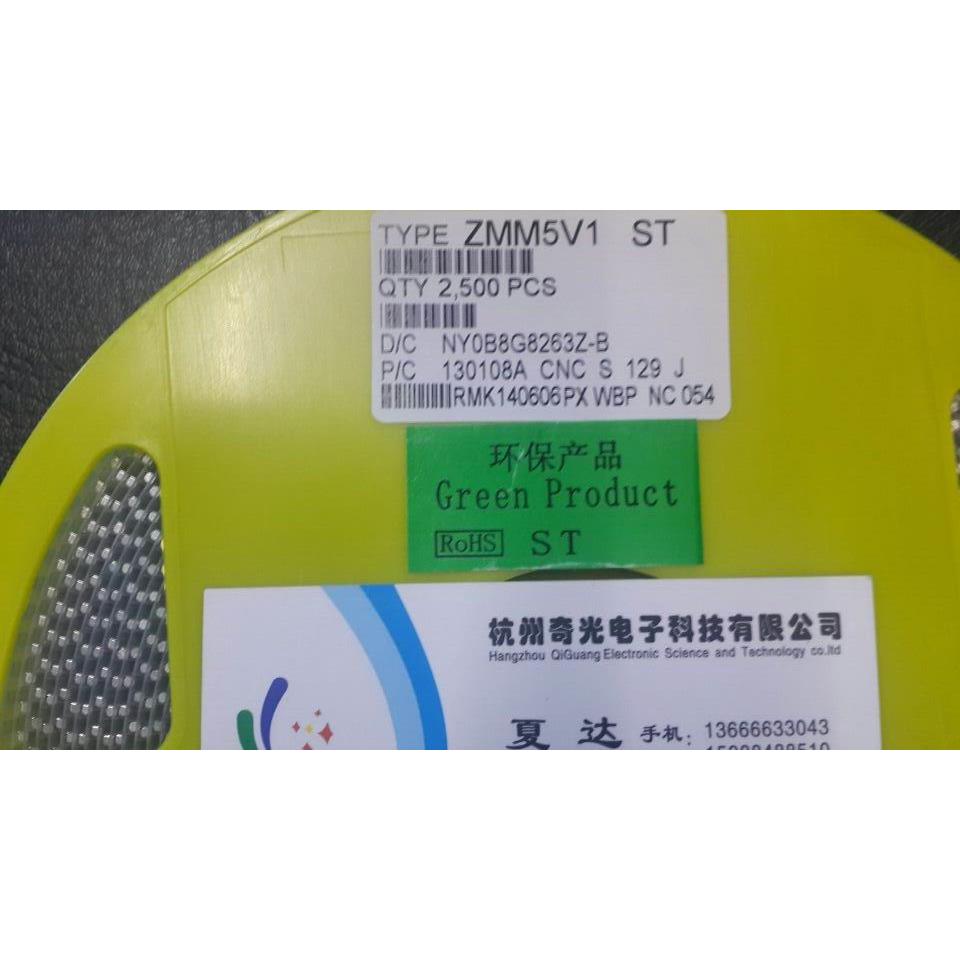 TYPE ZMM5V1 ST
QTY 2,500 PCS
D/C NY0B8G8263Z-B
P/C 130108A CNC S 129 J
RMK140606PX WBP NC 054
环保产品
Green Product
RoHS ST
杭州奇光电子科技有限公司
Hangzhou QiGuang Electronic Science and Technology co.ltd
夏 达 手机: 13666633043